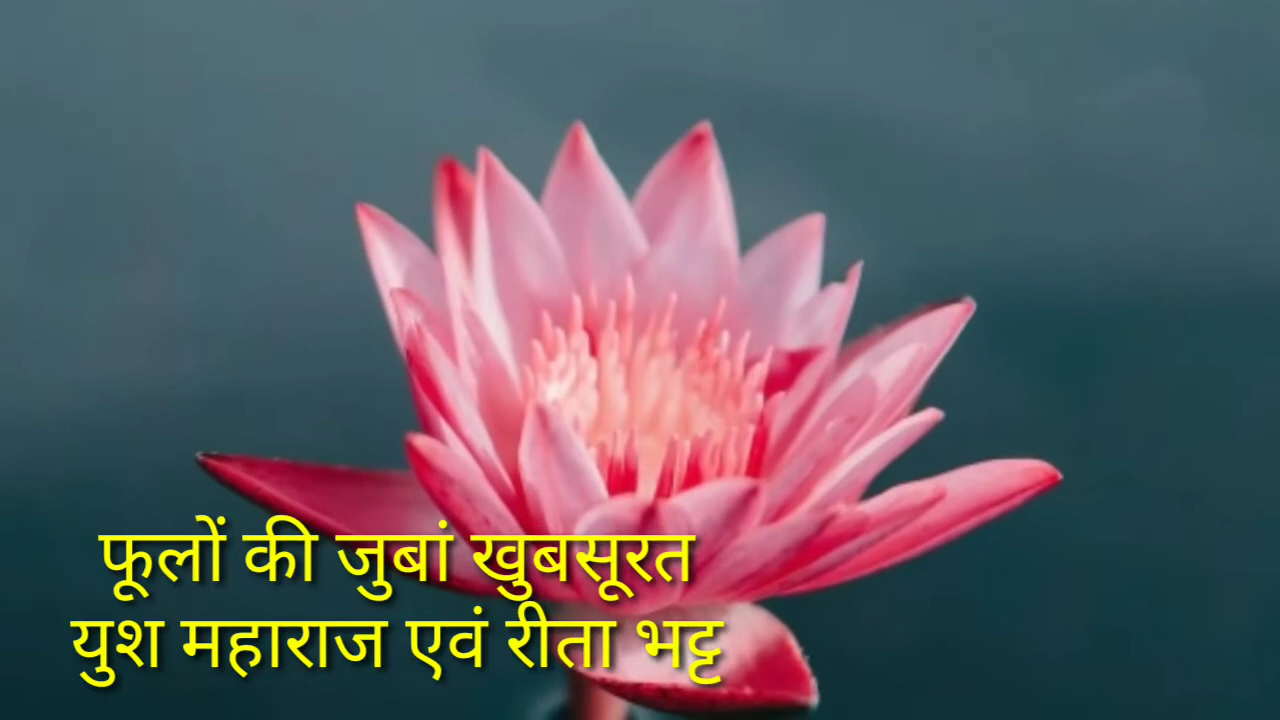 फूलों की जुबां खुबसूरत
युश महाराज एवं रीता भट्ट